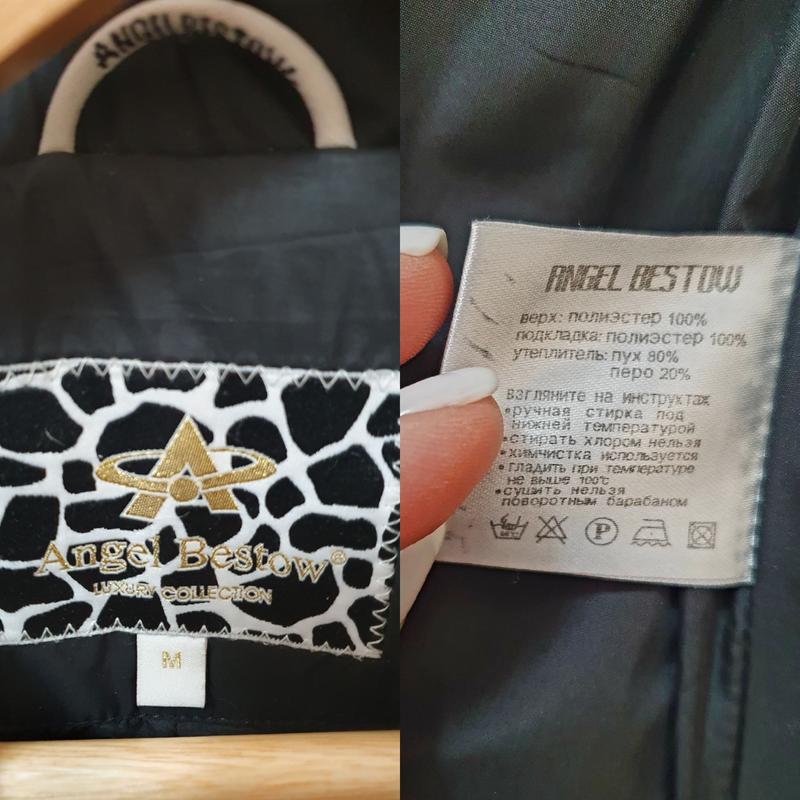 ANGEL BESTOW
Angel Bestow®
LUXURY COLLECTION
M
ANGEL BESTOW
верх: полиэстер 100%
подкладка: полиэстер 100%
утеплитель: пух 80%
перо 20%
взгляните на инструктах
•ручная стирка под
нижней температурой
•стирать хлором нельзя
•химчистка используется
•гладить при температуре
не выше 100℃
•сушить нельзя
поворотным барабаном
P